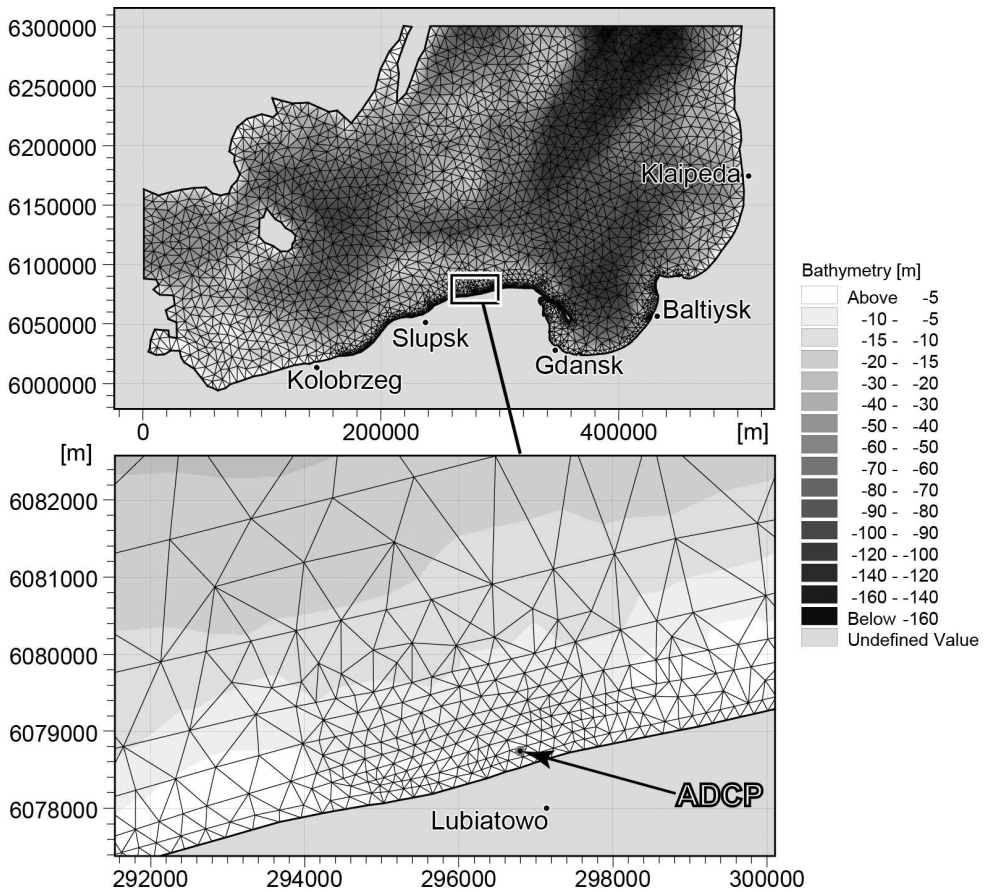 6300000
6250000
6200000
6150000
6100000
6050000
6000000
Klaipeda
Baltiysk
Slupsk
Gdansk
Kolobrzeg
0 200000 400000 [m]
[m]
6082000
6081000
6080000
6079000
6078000
ADCP
Lubiatowo
292000 294000 296000 298000 300000
Bathymetry [m]
Above -5
-10 - -5
-15 - -10
-20 - -15
-30 - -20
-40 - -30
-50 - -40
-60 - -50
-70 - -60
-80 - -70
-90 - -80
-100 - -90
-120 - -100
-140 - -120
-160 - -140
Below -160
Undefined Value